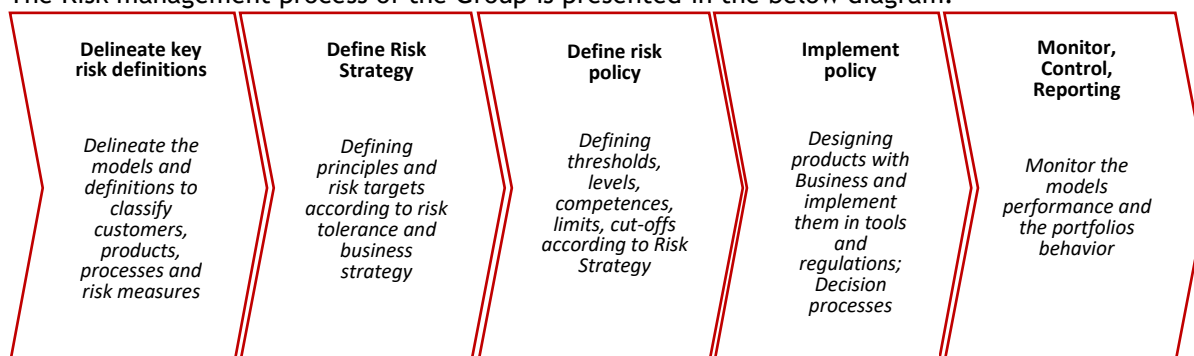 The Risk management process of the Group is presented in the below diagram.
Delineate key
risk definitions
Delineate the
models and
definitions to
classify
customers,
products,
processes and
risk measures
Define Risk
Strategy
Defining
principles and
risk targets
according to risk
tolerance and
business
strategy
Define risk
policy
Defining
thresholds,
levels,
competences,
limits, cut-offs
according to Risk
Strategy
Implement
policy
Designing
products with
Business and
implement
them in tools
and
regulations;
Decision
processes
Monitor,
Control,
Reporting
Monitor the
models
performance and
the portfolios
behavior